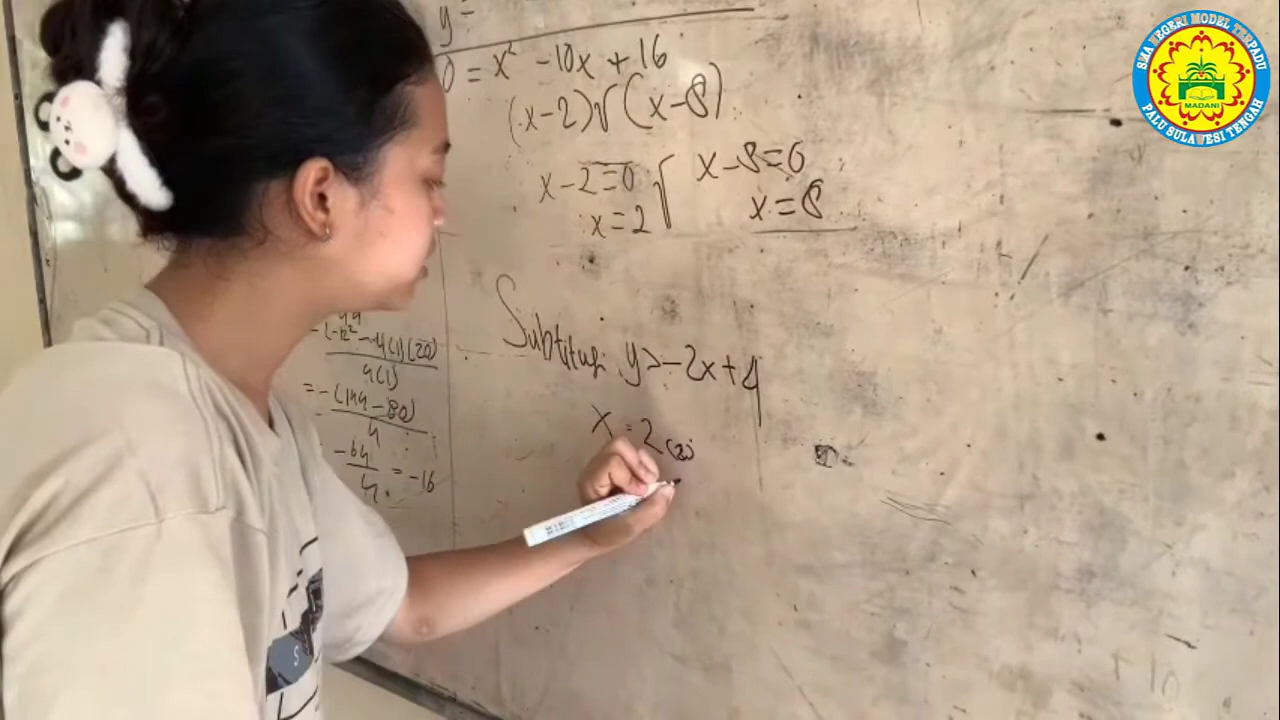 y =
0 = x² - 10x + 16
(x-2) √ (x-8)
x-2=0 √ x-8=0
x=2
x=8
Subtitusi y = -2x+4
x = 2 (2)
-12² - 4(1)(20)
4(1)
= -(144 - 80)
4
-64 = -16
4
SMA NEGERI MODEL TERPADU
MADANI
PALU SULAWESI TENGAH